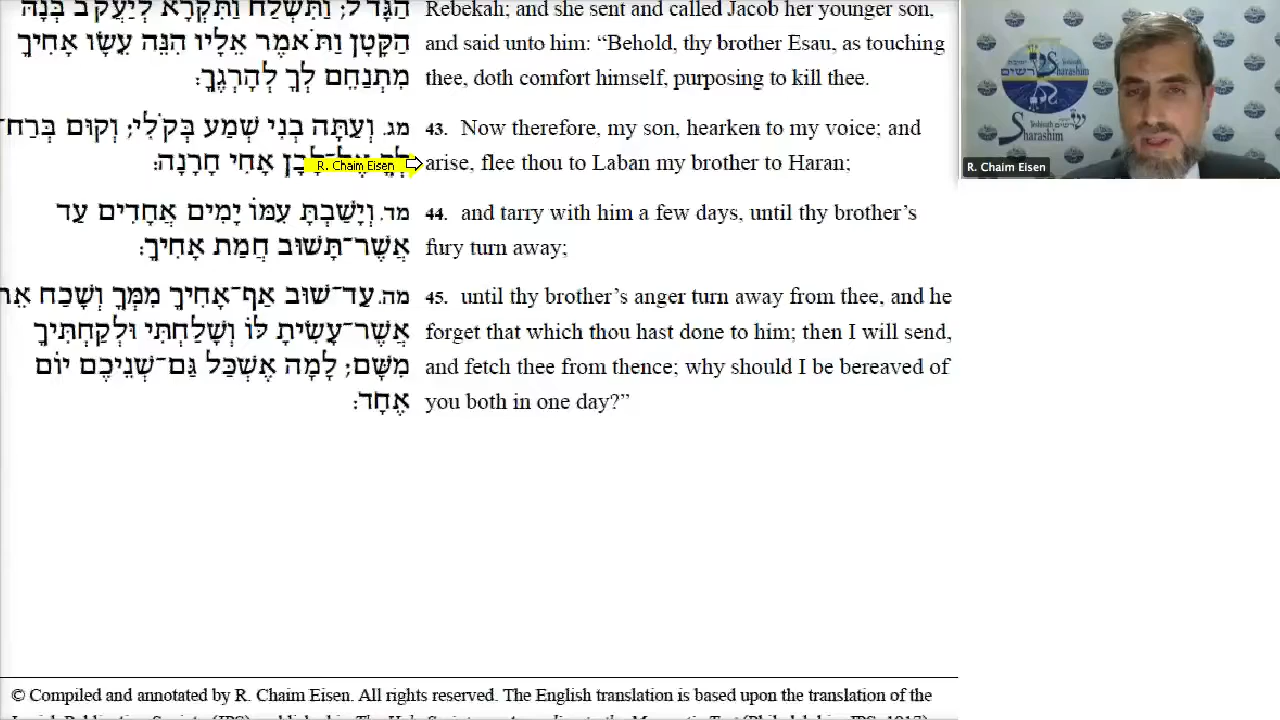 הַגָּדֹל; וַתִּשְׁלַח וַתִּקְרָא לְיַעֲקֹב בְּנָהּ
הַקָּטָן וַתֹּאמֶר אֵלָיו הִנֵּה עֵשָׂו אָחִיךָ
מִתְנַחֵם לְךָ לְהָרְגֶךָ׃
מג. וְעַתָּה בְנִי שְׁמַע בְּקֹלִי; וְקוּם בְּרַח־
לָבָן אָחִי חָרָנָה׃
מד. וְיָשַׁבְתָּ עִמּוֹ יָמִים אֲחָדִים עַד
אֲשֶׁר־תָּשׁוּב חֲמַת אָחִיךָ׃
מה. עַד־שׁוּב אַף־אָחִיךָ מִמְּךָ וְשָׁכַח אֵת
אֲשֶׁר־עָשִׂיתָ לּוֹ וְשָׁלַחְתִּי וּלְקַחְתִּיךָ
מִשָּׁם; לָמָה אֶשְׁכַּל גַּם־שְׁנֵיכֶם יוֹם
אֶחָד׃
Rebekah; and she sent and called Jacob her younger son,
and said unto him: “Behold, thy brother Esau, as touching
thee, doth comfort himself, purposing to kill thee.
43. Now therefore, my son, hearken to my voice; and
arise, flee thou to Laban my brother to Haran;
44. and tarry with him a few days, until thy brother’s
fury turn away;
45. until thy brother’s anger turn away from thee, and he
forget that which thou hast done to him; then I will send,
and fetch thee from thence; why should I be bereaved of
you both in one day?”
R. Chaim Eisen
© Compiled and annotated by R. Chaim Eisen. All rights reserved. The English translation is based upon the translation of the
Yeshivath Sharashim
ישיבת שרשים
Yeshivath
Sharashim
שרשים
R. Chaim Eisen